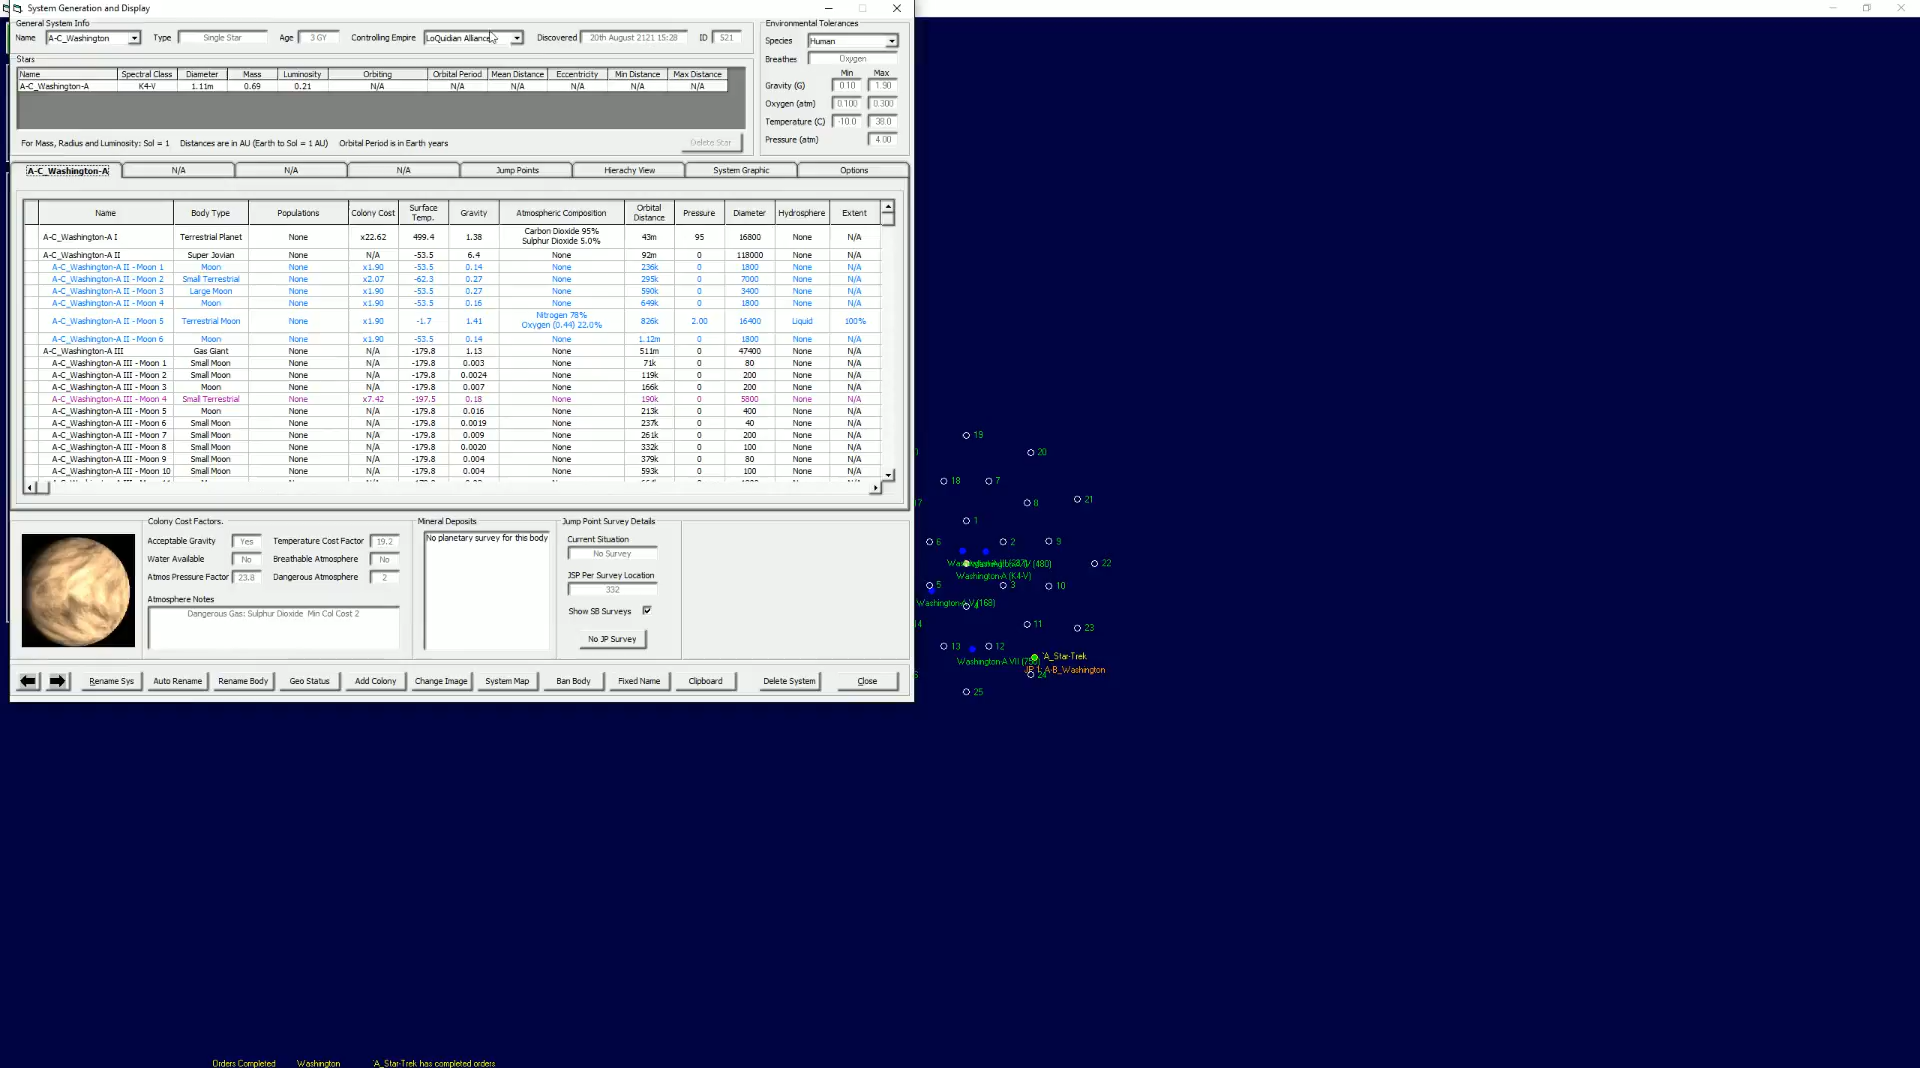 System Generation and Display
General System Info
Name A-C_Washington Type Single Star Age 3 GY Controlling Empire LoQuidian Alliance Discovered 20th August 2121 15:28 ID 521
Stars
Name Spectral Class Diameter Mass Luminosity Orbiting Orbital Period Mean Distance Eccentricity Min Distance Max Distance
A-C_Washington-A K4-V 1.11m 0.69 0.21 N/A N/A N/A N/A N/A N/A
For Mass, Radius and Luminosity: Sol = 1 Distances are in AU (Earth to Sol = 1 AU) Orbital Period is in Earth years
Delete Star
Environmental Tolerances
Species Human
Breathes Oxygen
Min Max
Gravity (G) 0.10 1.90
Oxygen (atm) 0.100 0.300
Temperature (C) -10.0 38.0
Pressure (atm) 4.00
A-C_Washington-A N/A N/A N/A Jump Points Hierachy View System Graphic Options
Name Body Type Populations Colony Cost Surface Temp. Gravity Atmospheric Composition Orbital Distance Pressure Diameter Hydrosphere Extent
A-C_Washington-A I Terrestrial Planet None x22.62 499.4 1.38 Carbon Dioxide 95% Sulphur Dioxide 5.0% 43m 95 16800 None N/A
A-C_Washington-A II Super Jovian None N/A -53.5 6.4 None 92m 0 118000 None N/A
A-C_Washington-A II - Moon 1 Moon None x1.90 -53.5 0.14 None 236k 0 1800 None N/A
A-C_Washington-A II - Moon 2 Small Terrestrial None x2.07 -62.3 0.27 None 295k 0 7000 None N/A
A-C_Washington-A II - Moon 3 Large Moon None x1.90 -53.5 0.27 None 590k 0 3400 None N/A
A-C_Washington-A II - Moon 4 Moon None x1.90 -53.5 0.16 None 649k 0 1800 None N/A
A-C_Washington-A II - Moon 5 Terrestrial Moon None x1.90 -1.7 1.41 Nitrogen 78% Oxygen (0.44) 22.0% 826k 2.00 16400 Liquid 100%
A-C_Washington-A II - Moon 6 Moon None x1.90 -53.5 0.14 None 1.12m 0 1800 None N/A
A-C_Washington-A III Gas Giant None N/A -179.8 1.13 None 511m 0 47400 None N/A
A-C_Washington-A III - Moon 1 Small Moon None N/A -179.8 0.003 None 71k 0 80 None N/A
A-C_Washington-A III - Moon 2 Small Moon None N/A -179.8 0.0024 None 119k 0 200 None N/A
A-C_Washington-A III - Moon 3 Moon None N/A -179.8 0.007 None 166k 0 200 None N/A
A-C_Washington-A III - Moon 4 Small Terrestrial None x7.42 -197.5 0.18 None 190k 0 5800 None N/A
A-C_Washington-A III - Moon 5 Moon None N/A -179.8 0.016 None 213k 0 400 None N/A
A-C_Washington-A III - Moon 6 Small Moon None N/A -179.8 0.0019 None 237k 0 40 None N/A
A-C_Washington-A III - Moon 7 Small Moon None N/A -179.8 0.009 None 261k 0 200 None N/A
A-C_Washington-A III - Moon 8 Small Moon None N/A -179.8 0.0020 None 332k 0 100 None N/A
A-C_Washington-A III - Moon 9 Small Moon None N/A -179.8 0.004 None 379k 0 80 None N/A
A-C_Washington-A III - Moon 10 Small Moon None N/A -179.8 0.004 None 593k 0 100 None N/A
Colony Cost Factors.
Acceptable Gravity Yes Temperature Cost Factor 19.2
Water Available No Breathable Atmosphere No
Atmos Pressure Factor 23.8 Dangerous Atmosphere 2
Atmosphere Notes
Dangerous Gas: Sulphur Dioxide Min Col Cost 2
Mineral Deposits
No planetary survey for this body
Jump Point Survey Details
Current Situation
No Survey
JSP Per Survey Location
332
Show SB Surveys
No JP Survey
Rename Sys Auto Rename Rename Body Geo Status Add Colony Change Image System Map Ban Body Fixed Name Clipboard Delete System Close
19
20
18 7
17 8 21
1
6 2 9
22
(480)
Washington-A (K4-V)
5 3 10
Washington-A V (168) 4
14 11 23
13 12
Washington-A VII
'A_Star-Trek
JP 1: A-B_Washington
24
25
Orders Completed Washington 'A_Star-Trek has completed orders